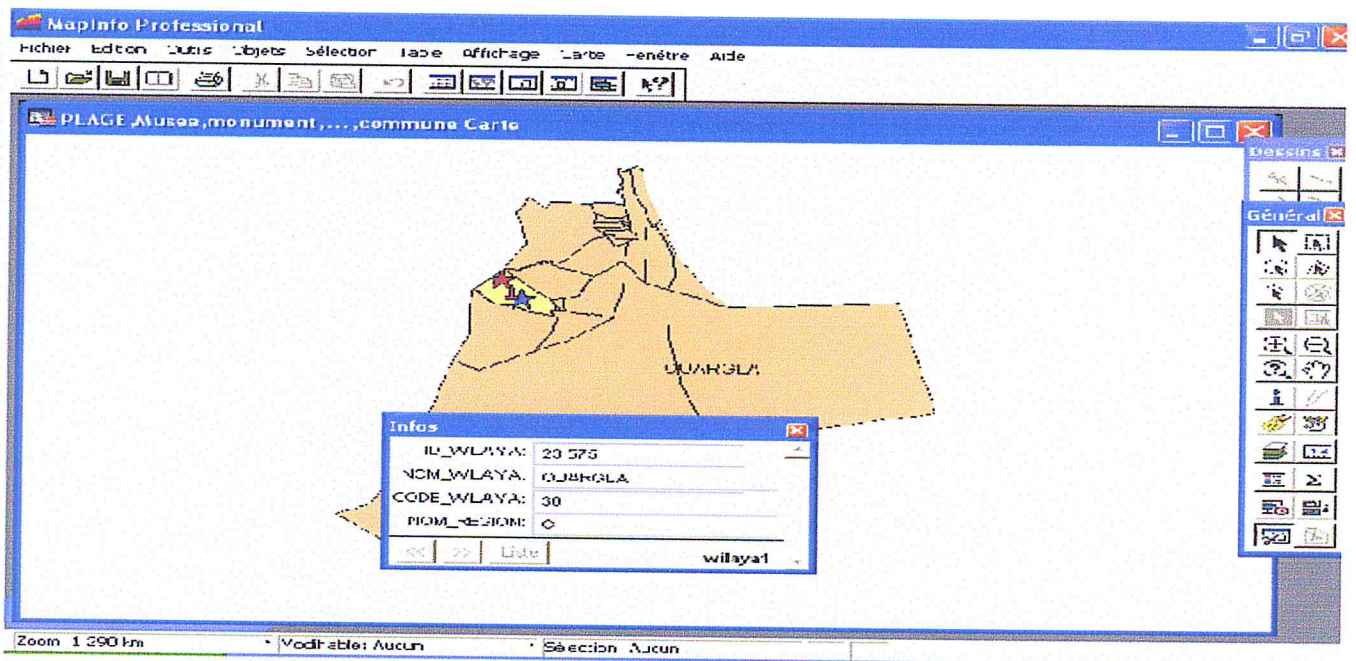 MapInfo Professional
Fichier Edition Outils Objets Sélection Table Affichage Carte Fenêtre Aide
PLAGE,Musee,monument,...,commune Carte
Dessins
Général
OUARGLA
Infos
ID_WILAYA: 23 575
NOM_WILAYA: OUARGLA
CODE_WILAYA: 30
NOM_REGION: O
<< >> Liste wilaya1
Zoom 1 290 km Modifiable: Aucun Sélection Aucun